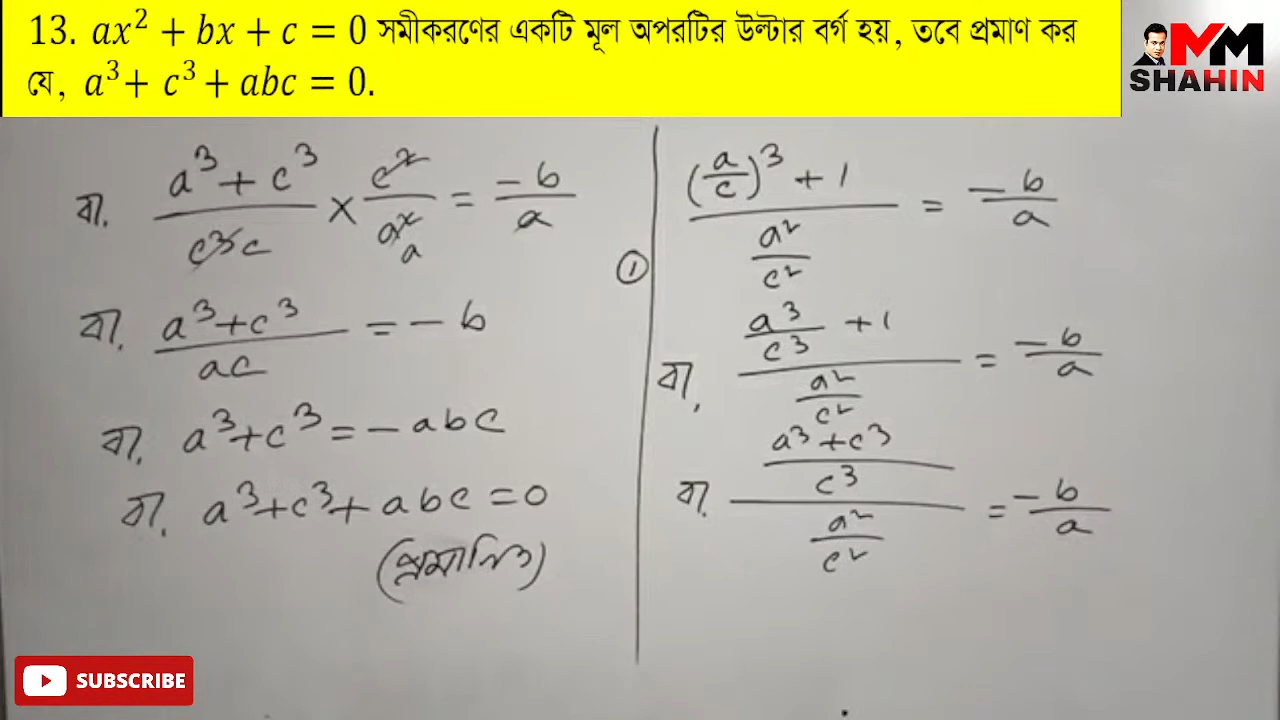 13. ax² + bx + c = 0 সমীকরণের একটি মূল অপরটির উল্টার বর্গ হয়, তবে প্রমাণ কর
যে, a³+ c³ + abc = 0.
MM
SHAHIN
বা. (a³+c³)/(c³ c) × c²/(a² a) = -b/a
বা. (a³+c³)/(ac) = -b
বা. a³+c³ = -abc
বা. a³+c³+abc = 0
(প্রমানিত)
①
((a/c)³+1)/(a²/c²) = -b/a
বা, (a³/c³ +1)/(a²/c²) = -b/a
বা. ((a³+c³)/c³)/(a²/c²) = -b/a
SUBSCRIBE